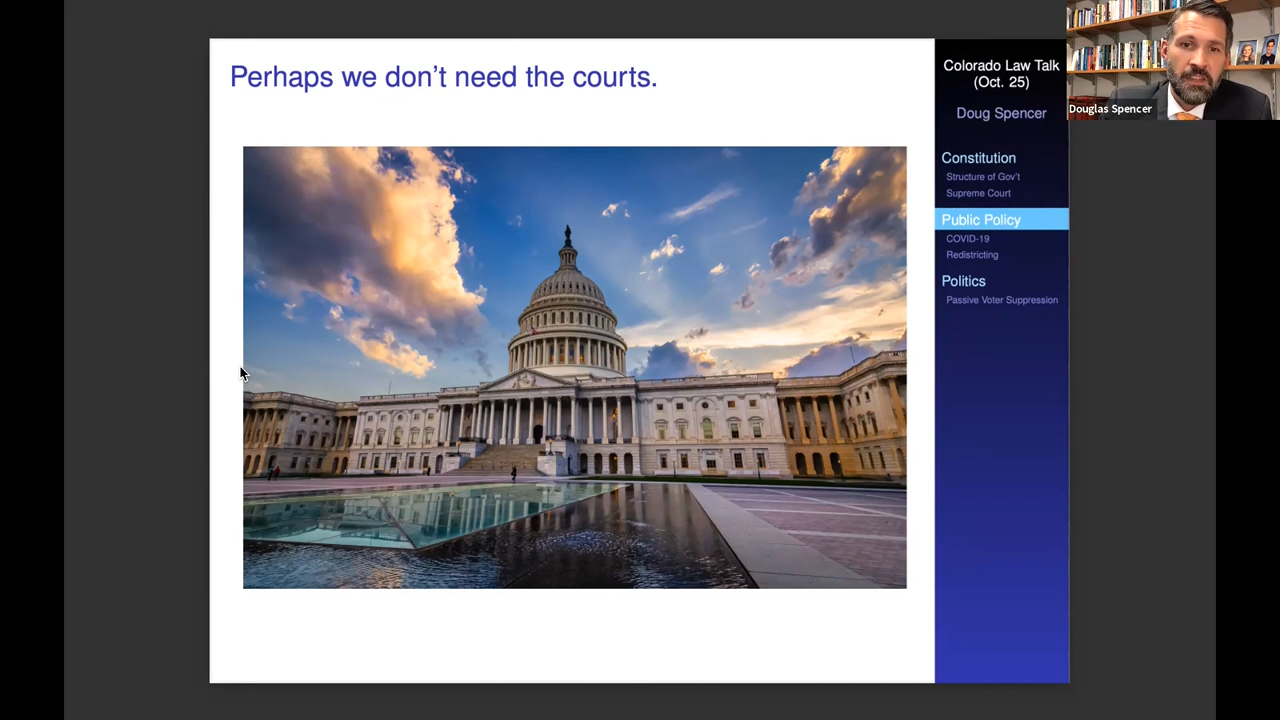 Perhaps we don't need the courts.
Colorado Law Talk
(Oct. 25)
Doug Spencer
Constitution
Structure of Gov't
Supreme Court
Public Policy
COVID-19
Redistricting
Politics
Passive Voter Suppression
Douglas Spencer